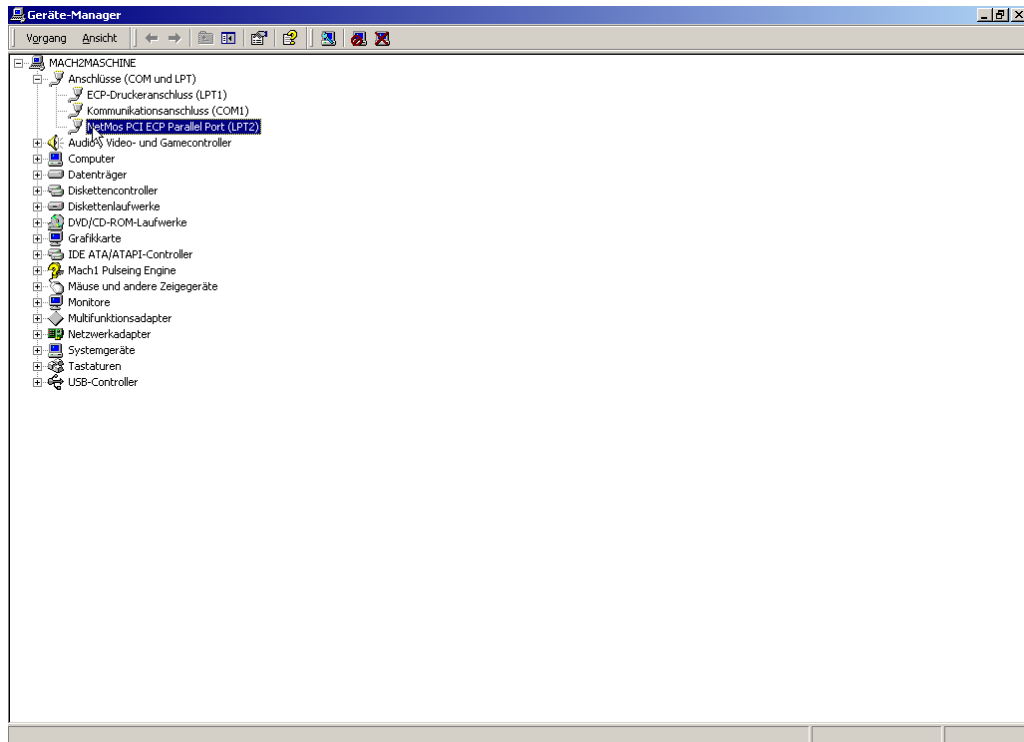 Geräte-Manager
Vorgang Ansicht
MACH2MASCHINE
Anschlüsse (COM und LPT)
ECP-Druckeranschluss (LPT1)
Kommunikationsanschluss (COM1)
NetMos PCI ECP Parallel Port (LPT2)
Audio-, Video- und Gamecontroller
Computer
Datenträger
Diskettencontroller
Diskettenlaufwerke
DVD/CD-ROM-Laufwerke
Grafikkarte
IDE ATA/ATAPI-Controller
Mach1 Pulseing Engine
Mäuse und andere Zeigegeräte
Monitore
Multifunktionsadapter
Netzwerkadapter
Systemgeräte
Tastaturen
USB-Controller